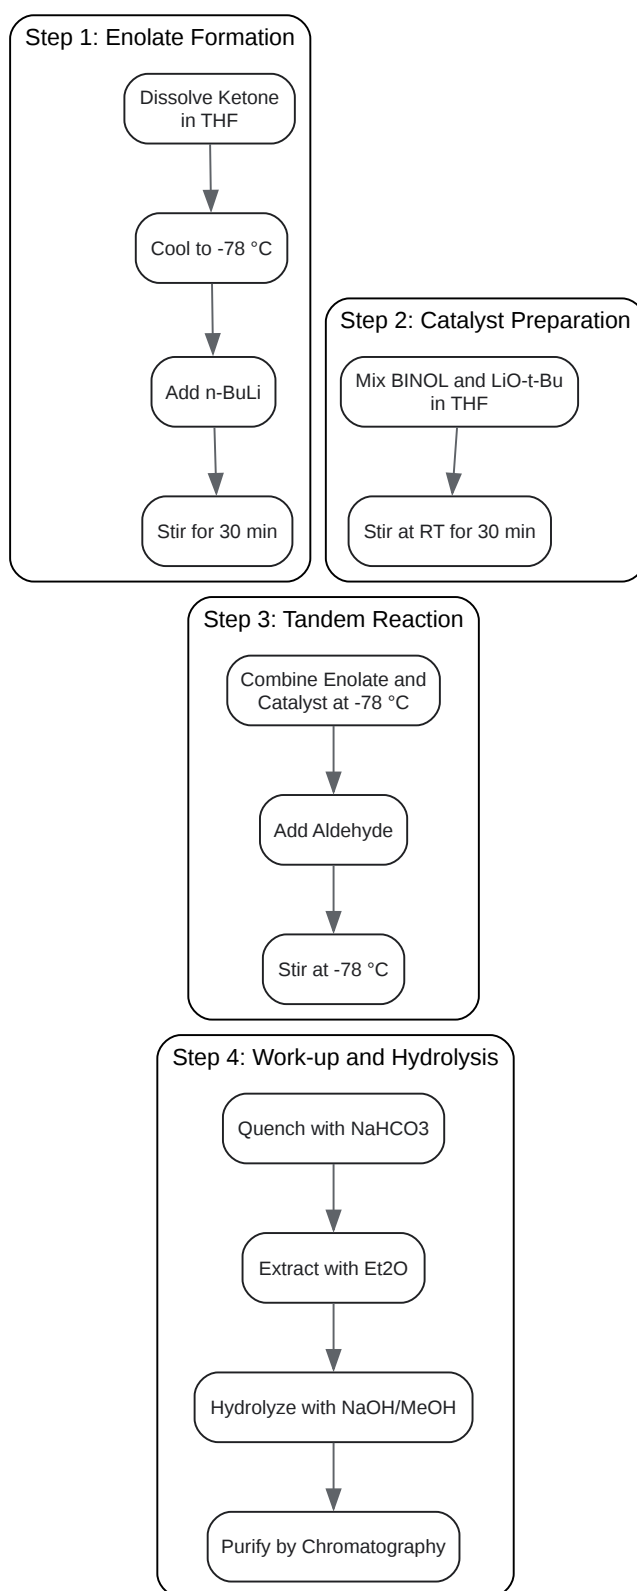 Step 1: Enolate Formation
Dissolve Ketone
in THF
Cool to -78 °C
Add n-BuLi
Stir for 30 min
Step 2: Catalyst Preparation
Mix BINOL and LiO-t-Bu
in THF
Stir at RT for 30 min
Step 3: Tandem Reaction
Combine Enolate and
Catalyst at -78 °C
Add Aldehyde
Stir at -78 °C
Step 4: Work-up and Hydrolysis
Quench with NaHCO3
Extract with Et2O
Hydrolyze with NaOH/MeOH
Purify by Chromatography